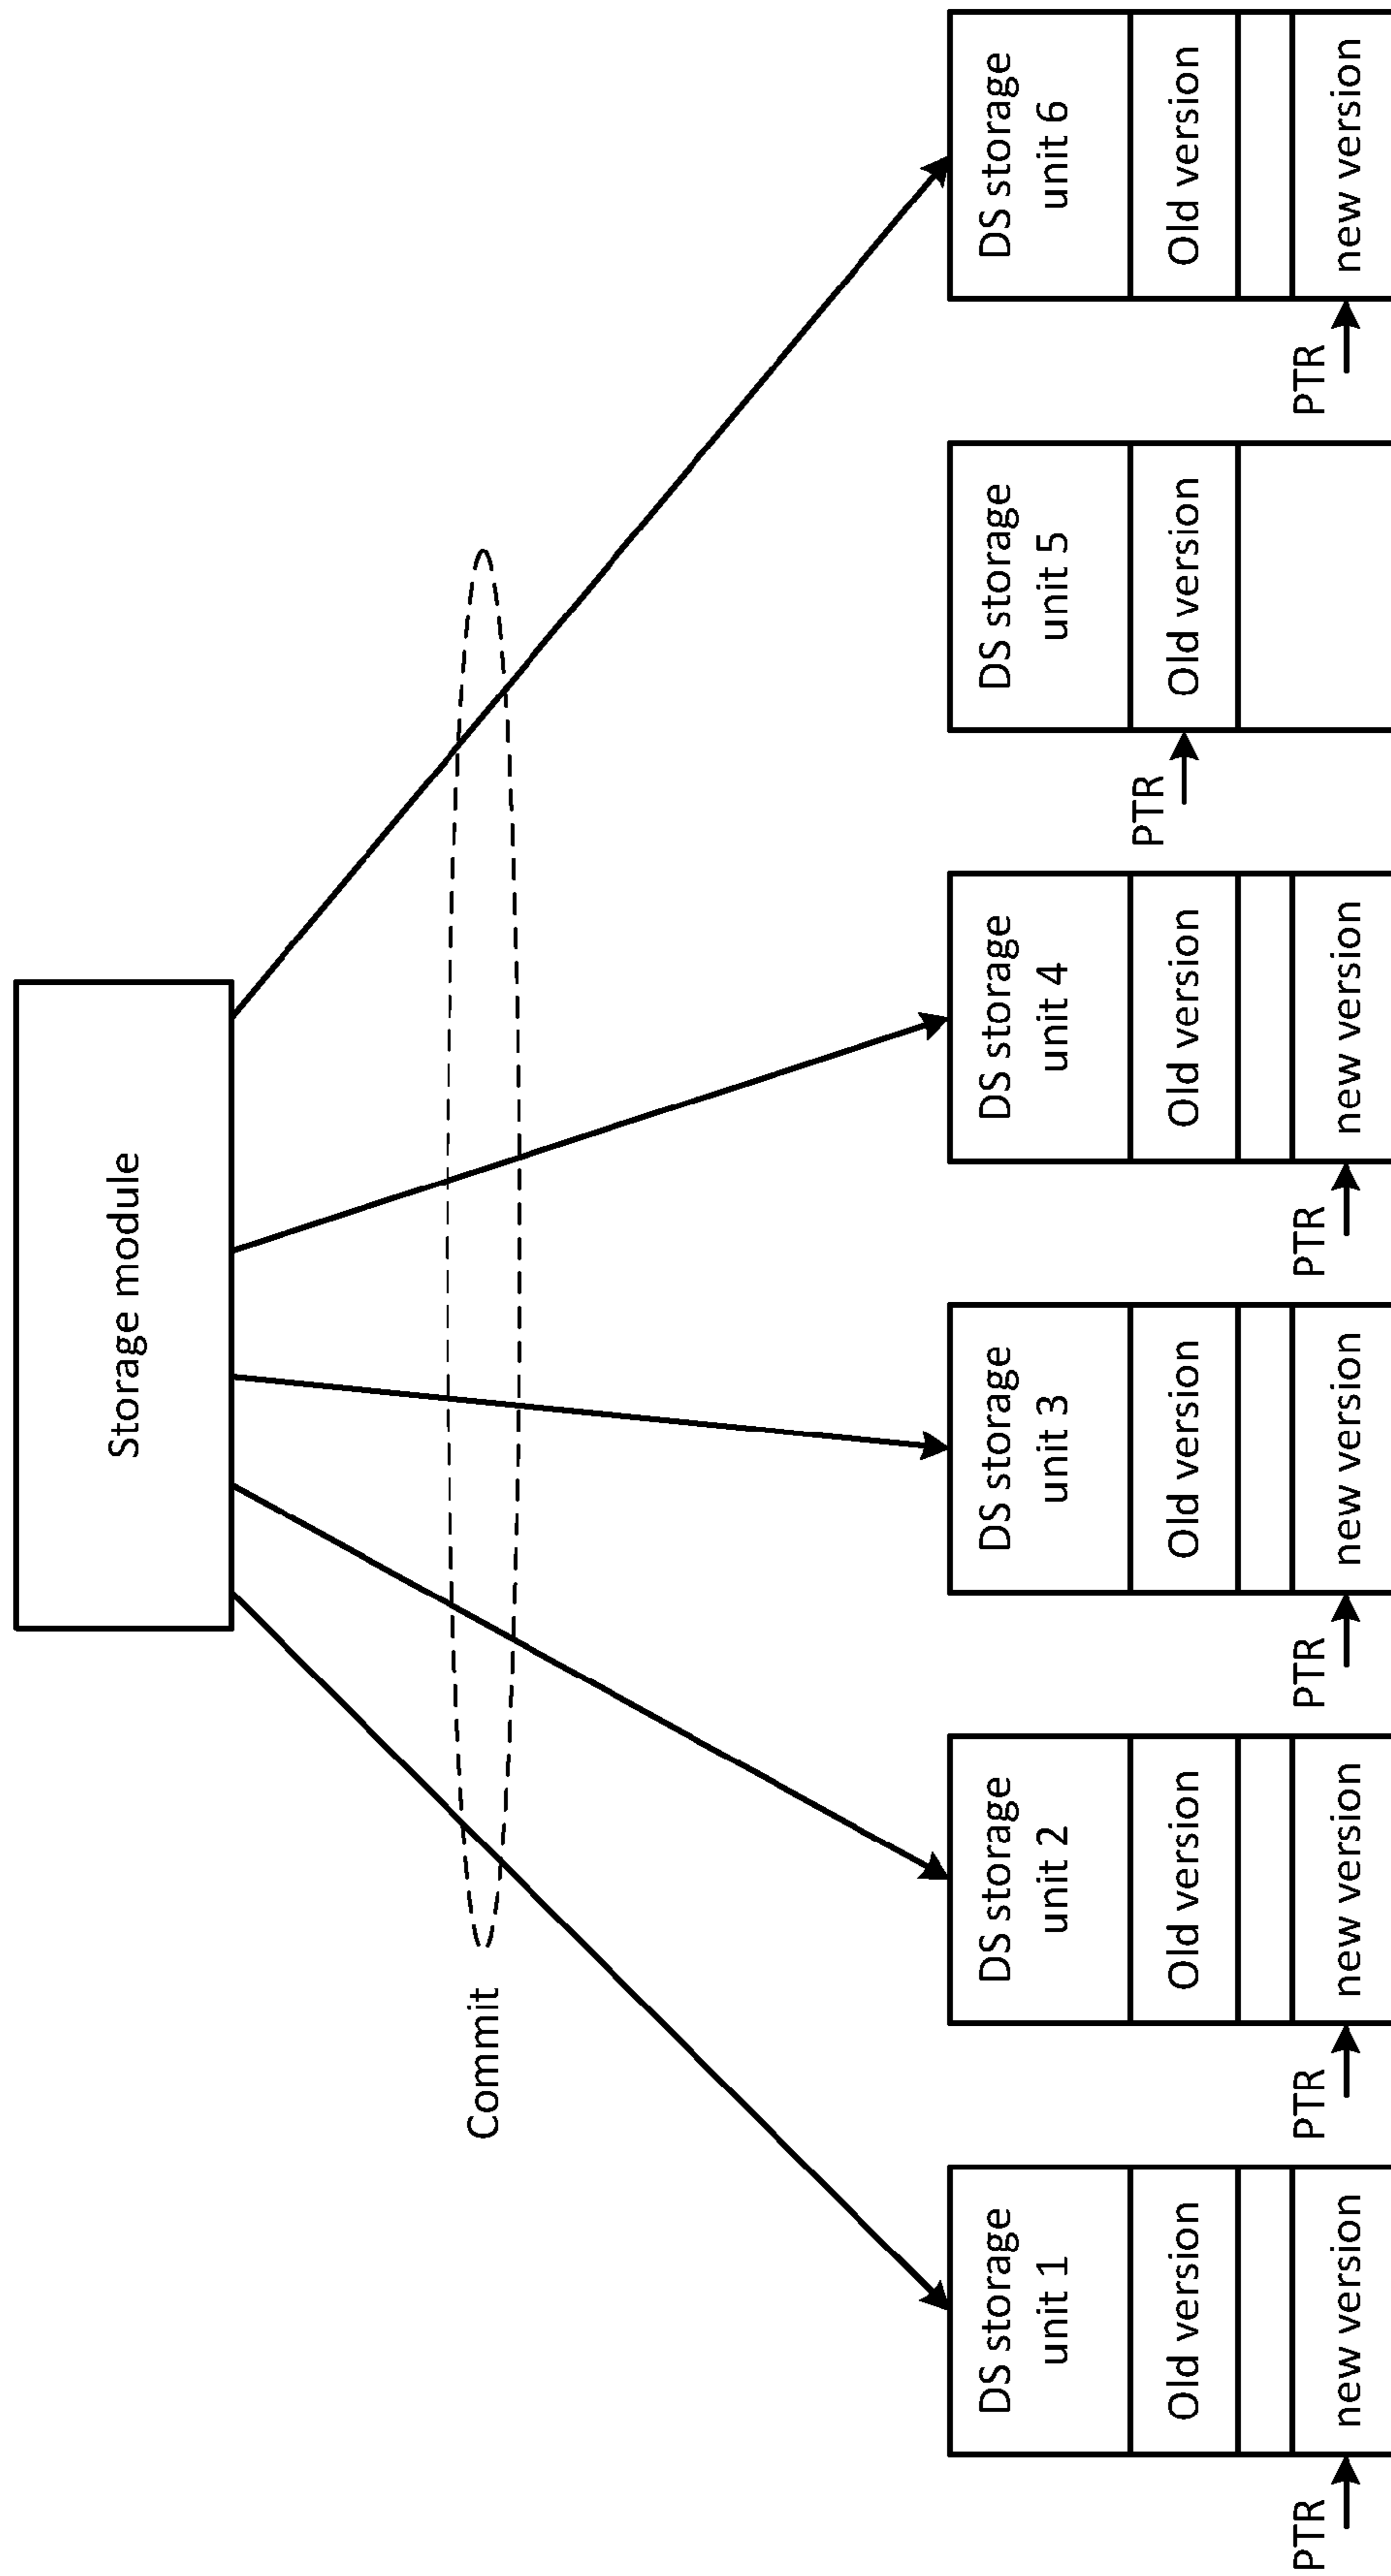 Storage module
Commit
DS storage
unit 1
Old version
new version
PTR
DS storage
unit 2
Old version
new version
PTR
DS storage
unit 3
Old version
new version
PTR
DS storage
unit 4
Old version
new version
PTR
DS storage
unit 5
Old version
PTR
DS storage
unit 6
Old version
new version
PTR